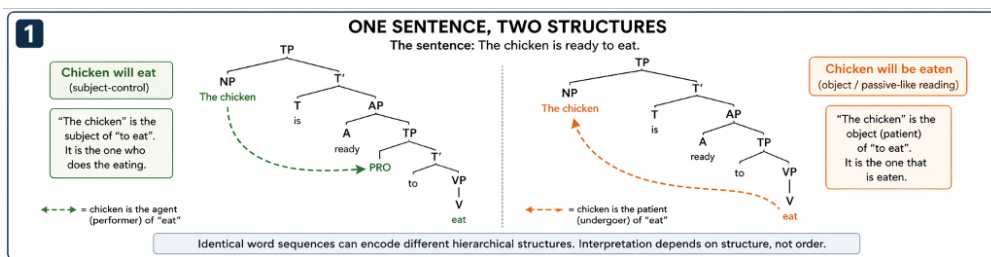 1
ONE SENTENCE, TWO STRUCTURES
The sentence: The chicken is ready to eat.
Chicken will eat
(subject-control)
"The chicken" is the
subject of "to eat".
It is the one who
does the eating.
= chicken is the agent
(performer) of "eat"
TP
NP
T'
The chicken
T
AP
is
A
TP
ready
PRO
T'
to
VP
V
eat
TP
NP
T'
The chicken
T
AP
is
A
TP
ready
to
VP
V
eat
= chicken is the patient
(undergoer) of "eat"
Chicken will be eaten
(object / passive-like reading)
"The chicken" is the
object (patient)
of "to eat".
It is the one that
is eaten.
Identical word sequences can encode different hierarchical structures. Interpretation depends on structure, not order.